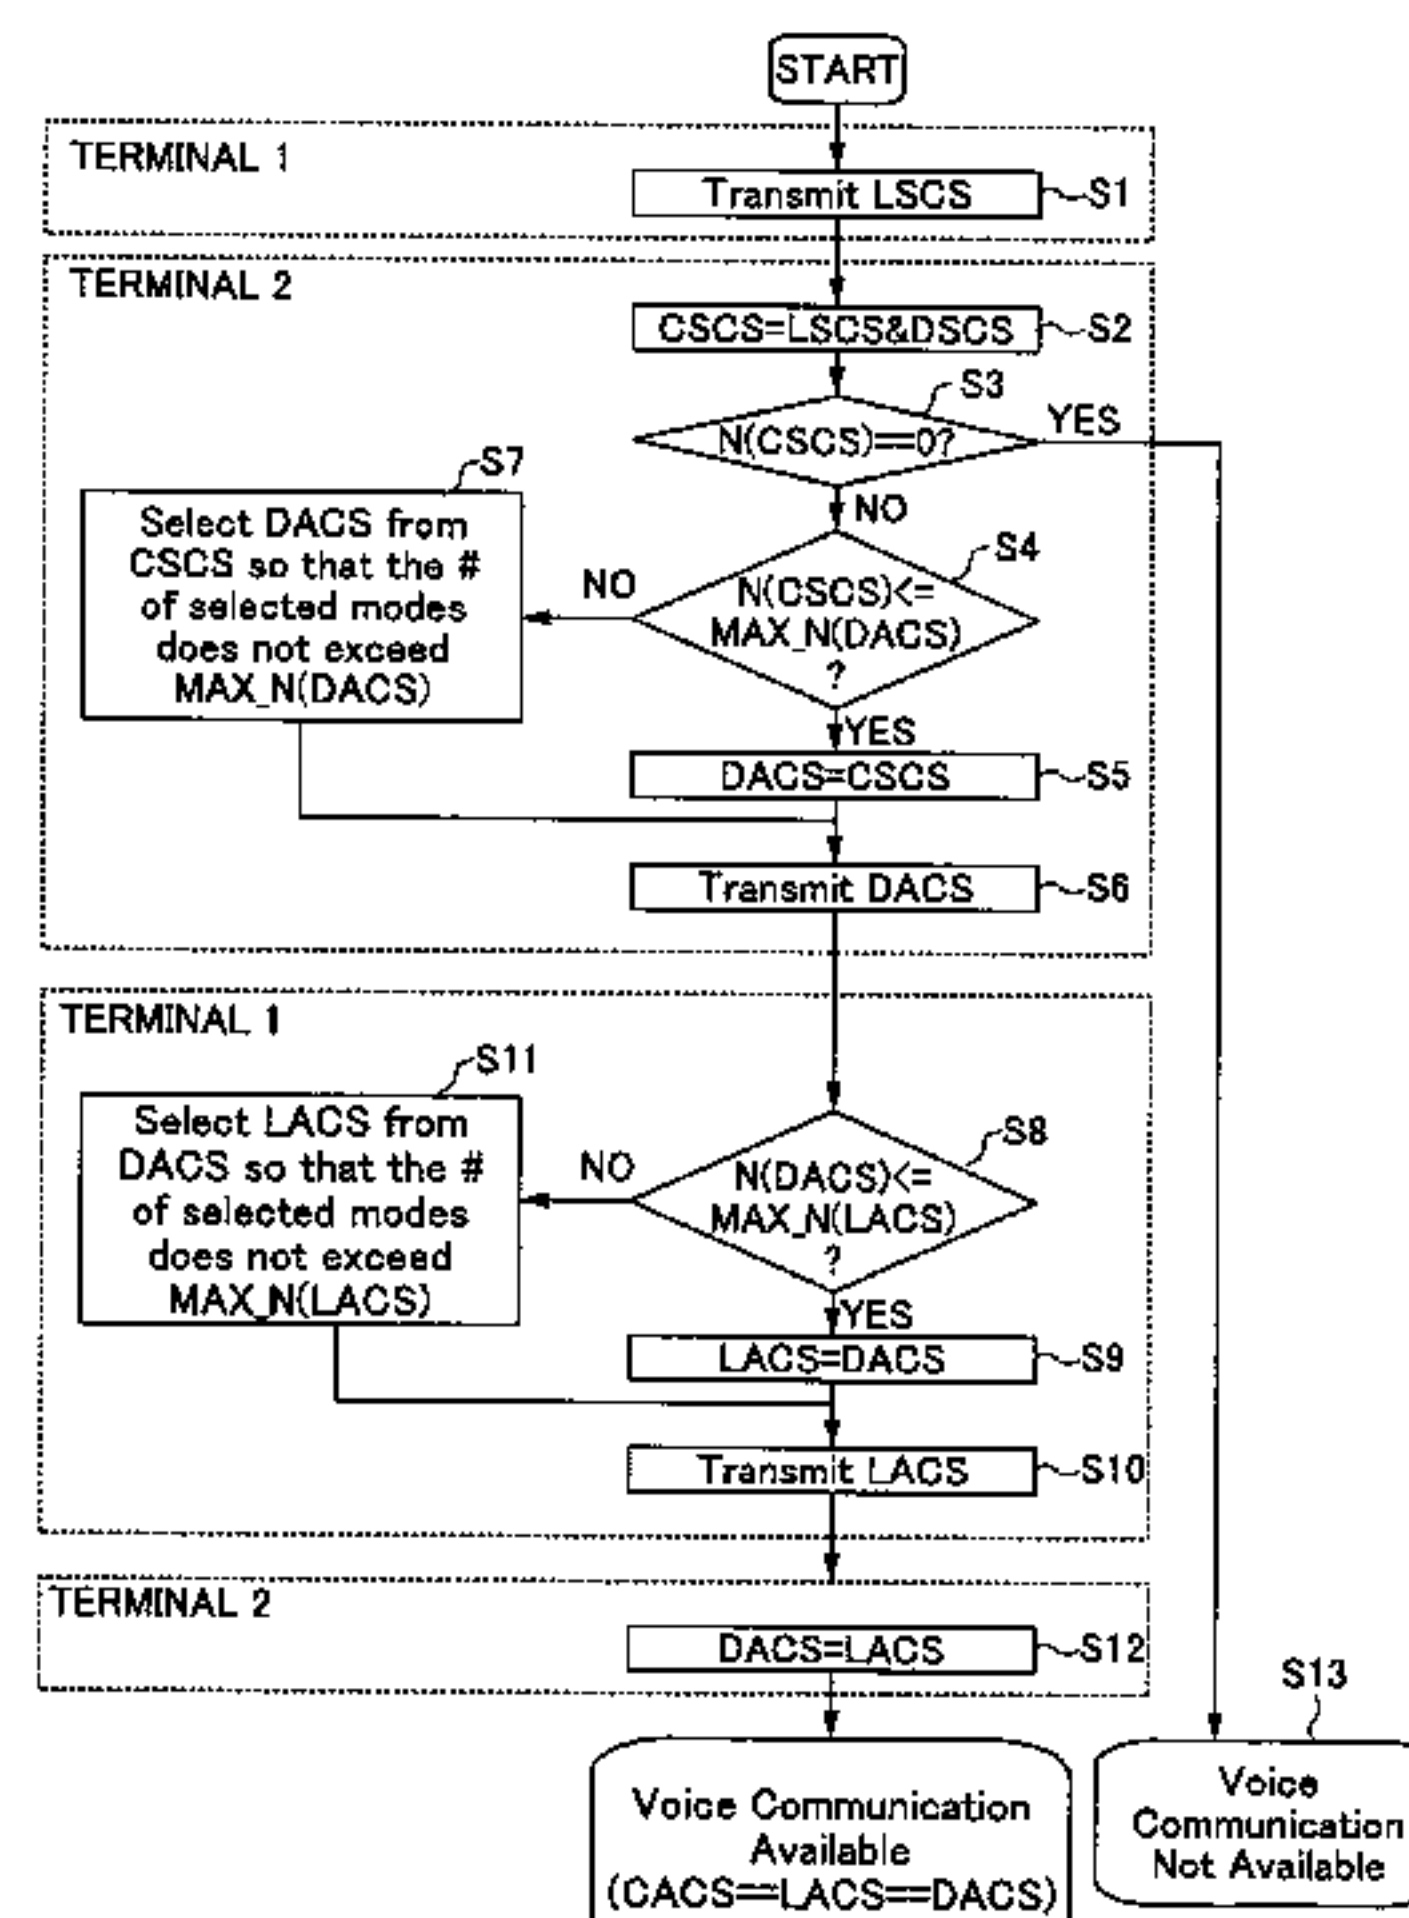 START
TERMINAL 1
Transmit LSCS
S1
TERMINAL 2
CSCS=LSCS&DSCS
S2
S3
N(CSCS)==0?
YES
NO
S7
Select DACS from
CSCS so that the #
of selected modes
does not exceed
MAX_N(DACS)
NO
S4
N(CSCS)<=
MAX_N(DACS)
?
YES
DACS=CSCS
S5
Transmit DACS
S6
TERMINAL 1
S11
Select LACS from
DACS so that the #
of selected modes
does not exceed
MAX_N(LACS)
NO
S8
N(DACS)<=
MAX_N(LACS)
?
YES
LACS=DACS
S9
Transmit LACS
S10
TERMINAL 2
DACS=LACS
S12
S13
Voice Communication
Available
(CACS==LACS==DACS)
Voice
Communication
Not Available